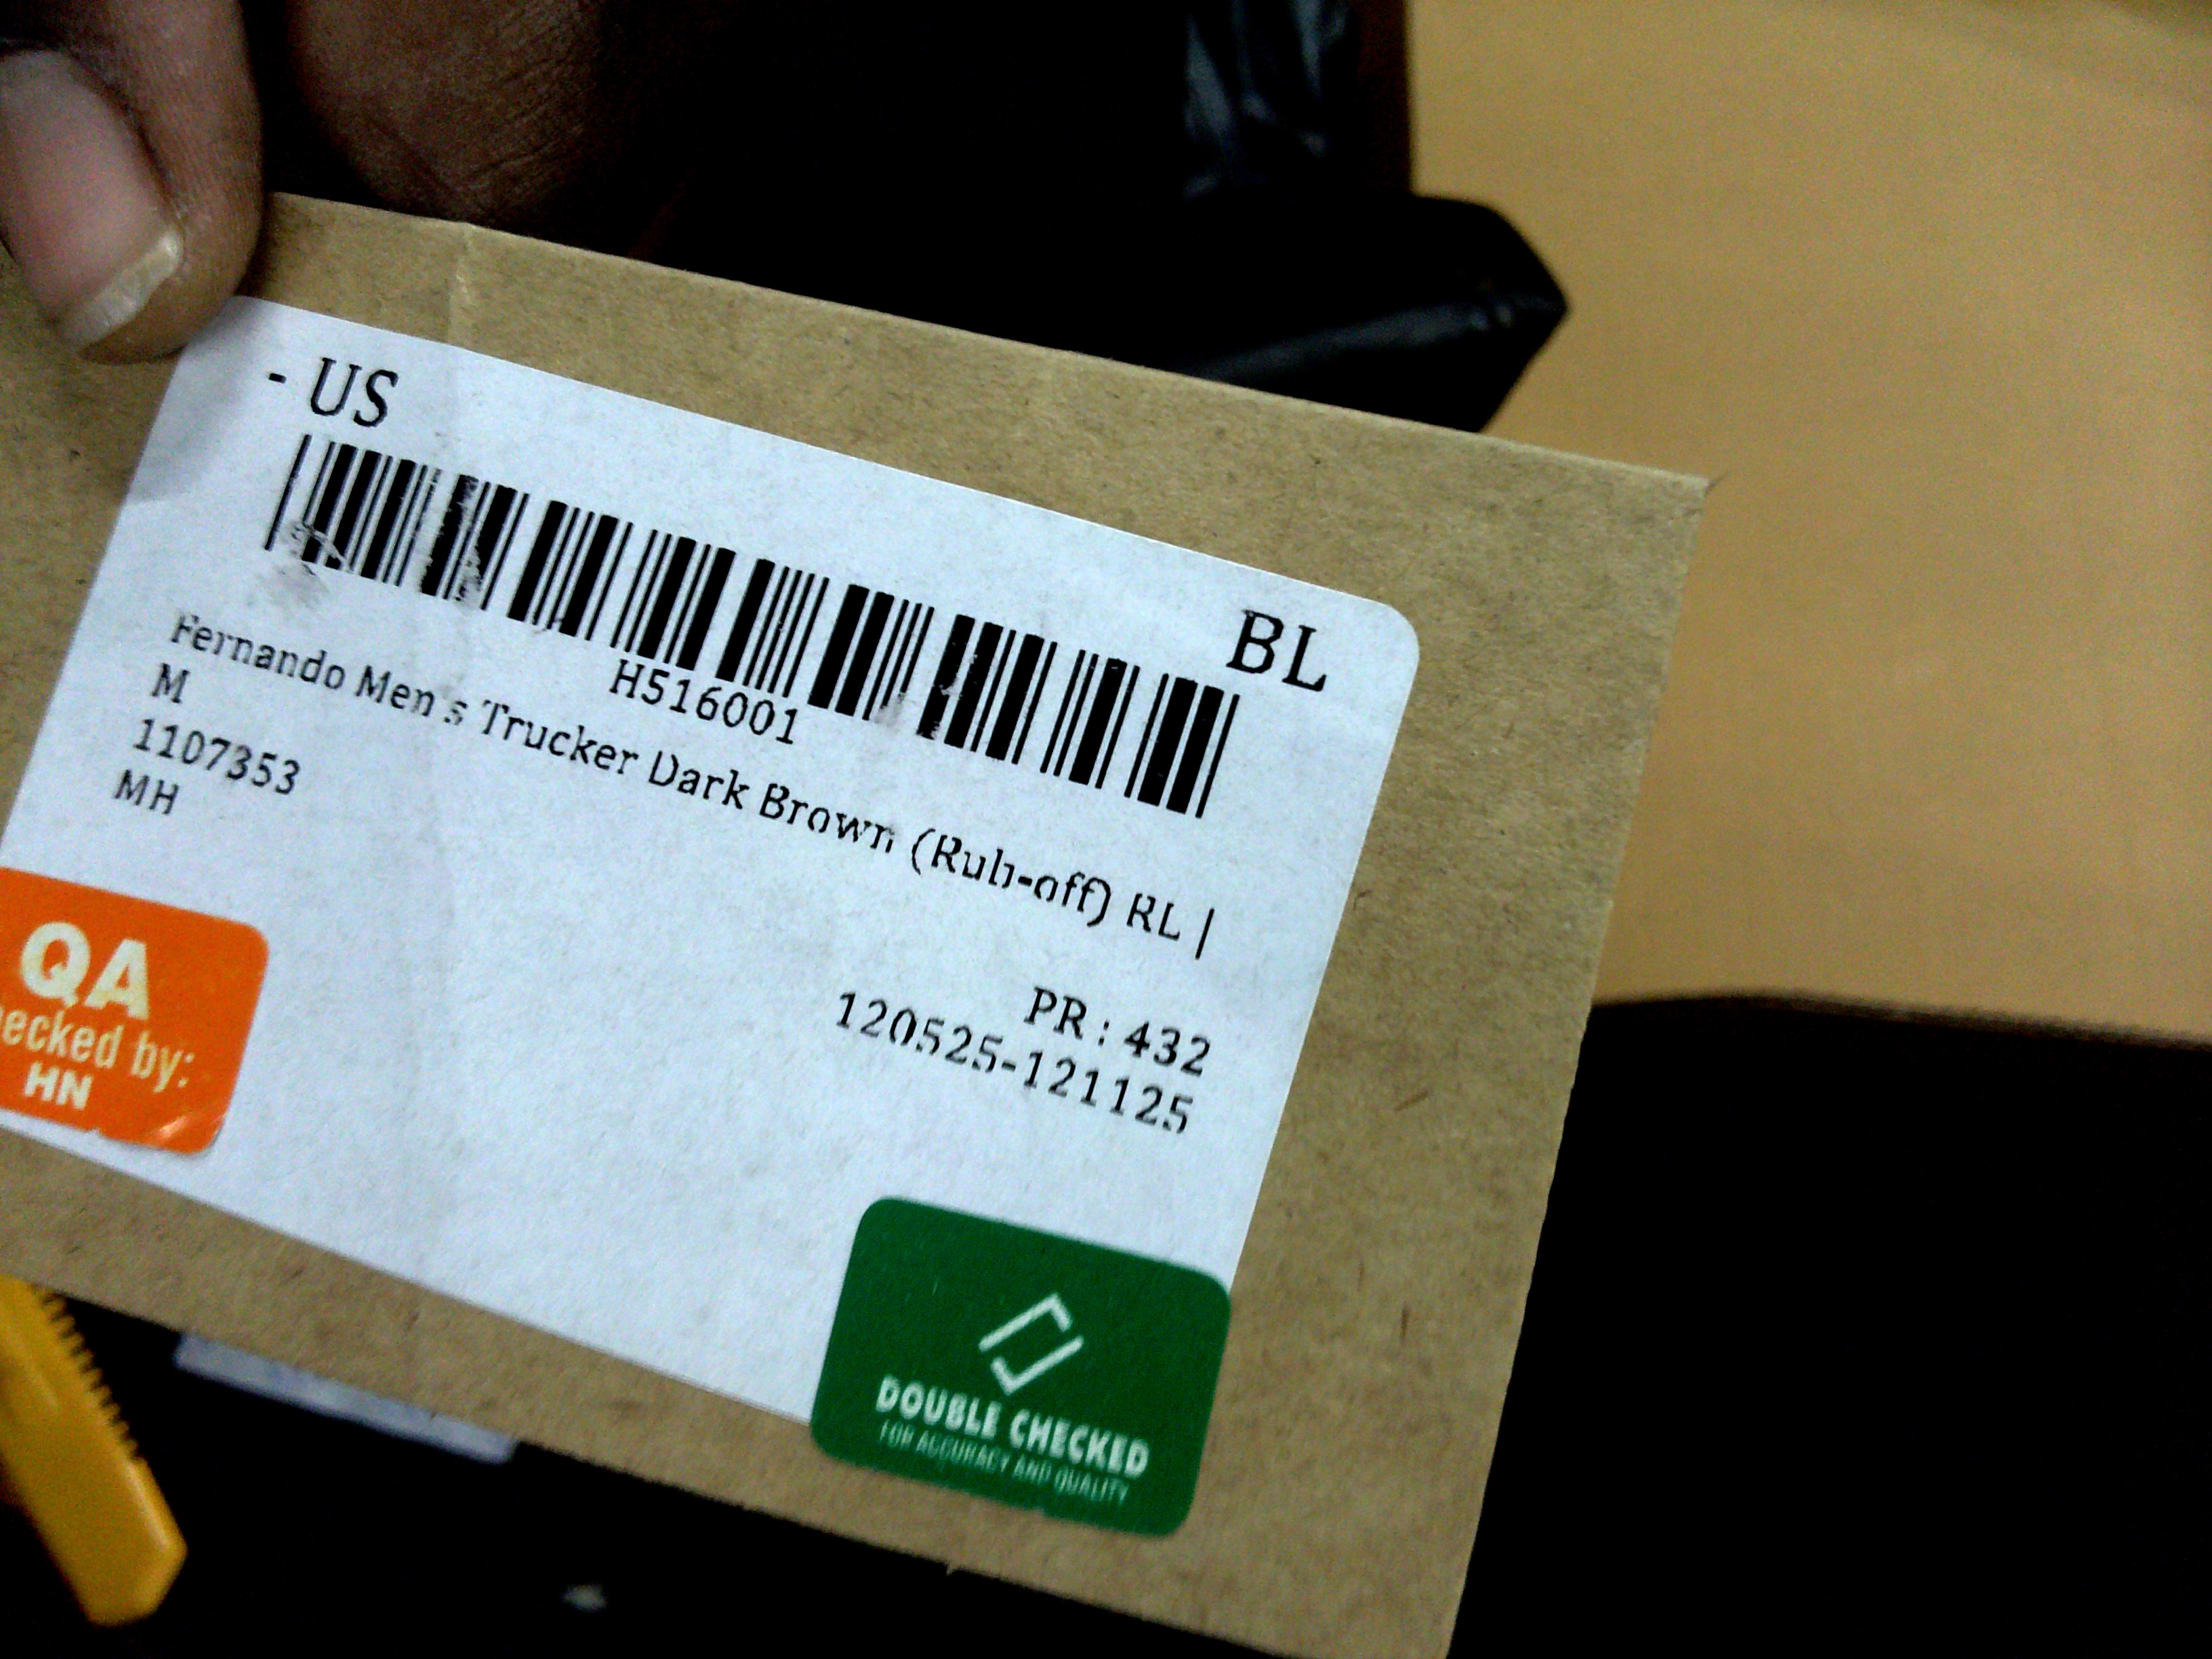 - US
BL
H516001
Fernando Men s Trucker Dark Brown (Rub-off) RL |
M
1107353
MH
PR : 432
120525-121125
QA
hecked by:
HN
DOUBLE CHECKED
FOR ACCURACY AND QUALITY